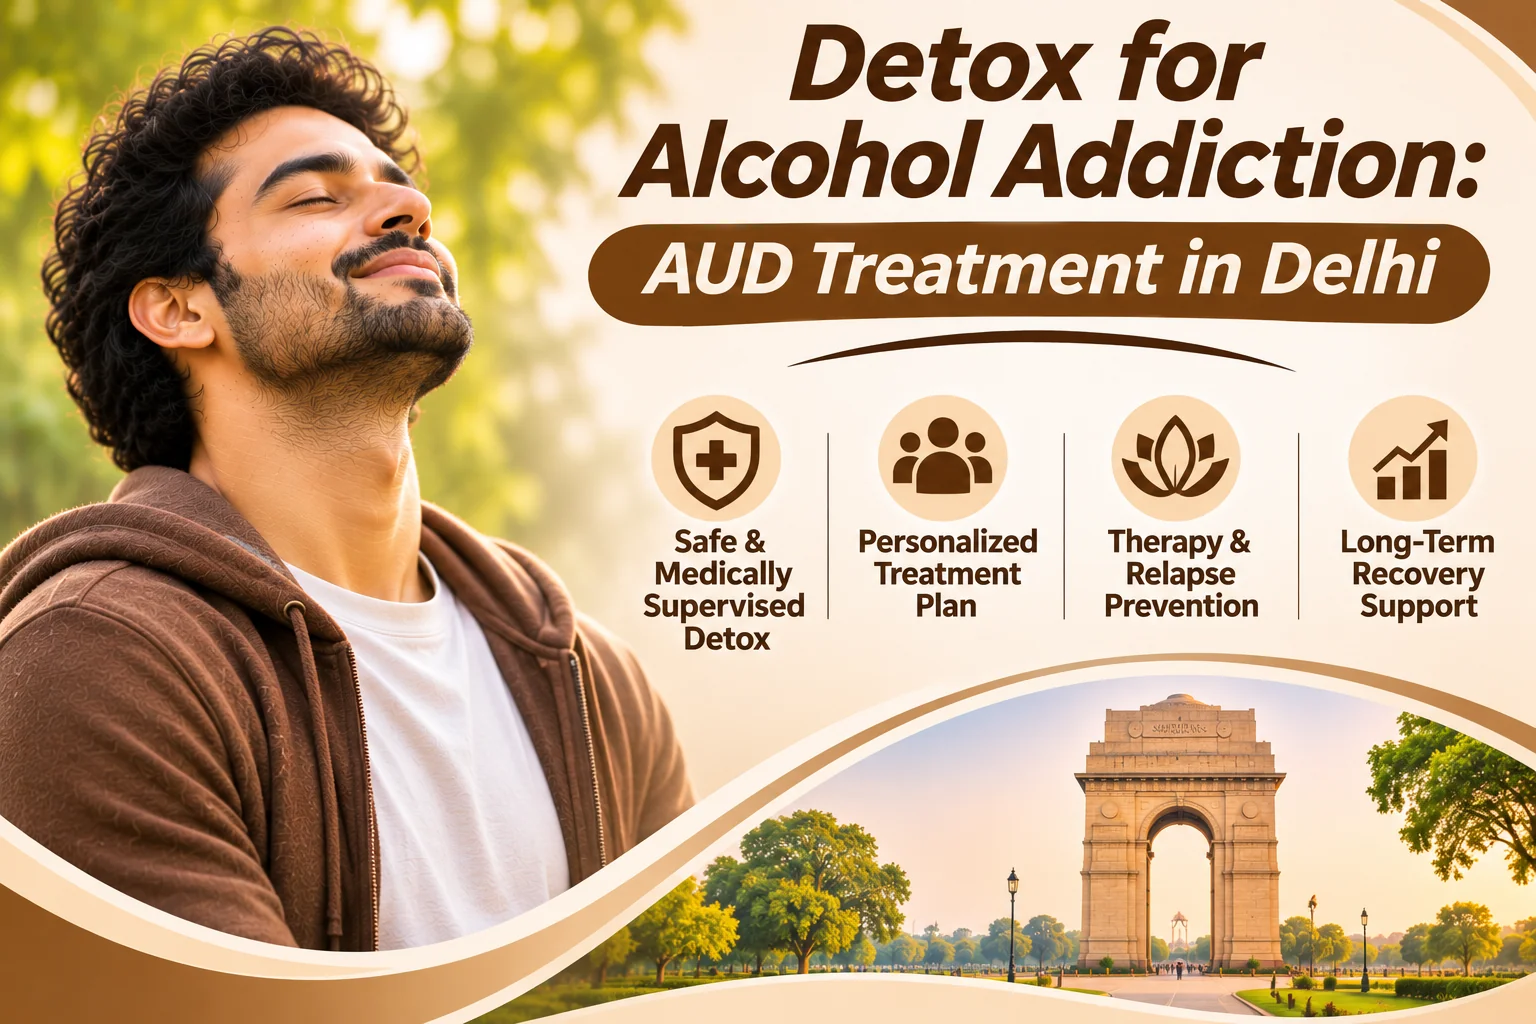 Detox for
Alcohol Addiction:
AUD Treatment in Delhi
Safe &
Medically
Supervised
Detox
Personalized
Treatment
Plan
Therapy &
Relapse
Prevention
Long-Term
Recovery
Support